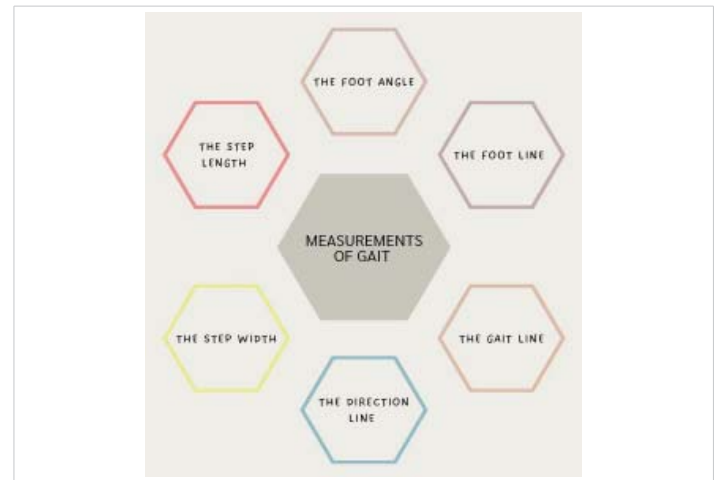 THE FOOT ANGLE
THE STEP
LENGTH
THE FOOT LINE
MEASUREMENTS
OF GAIT
THE STEP WIDTH
THE GAIT LINE
THE DIRECTION
LINE